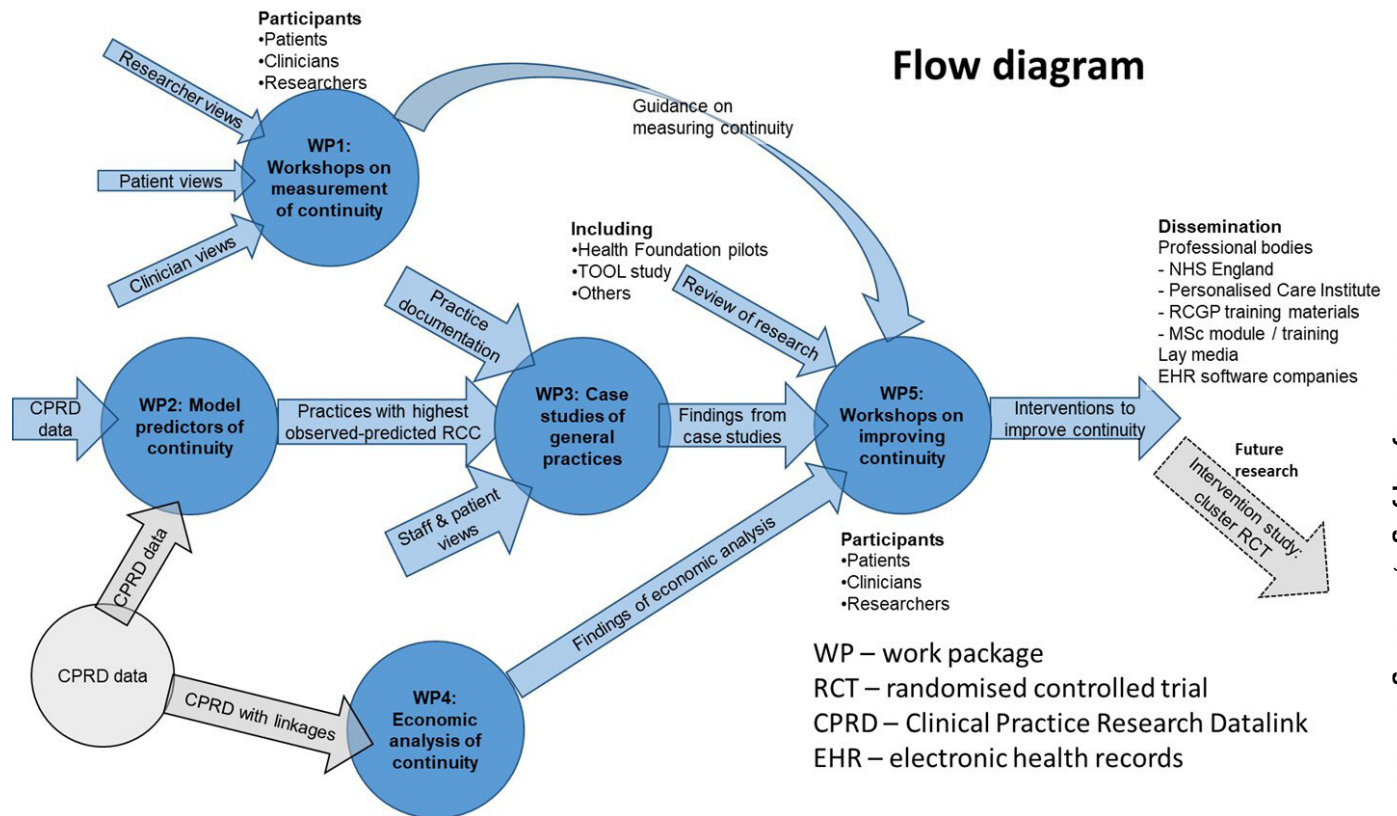 Flow diagram
Participants
•Patients
•Clinicians
•Researchers
Researcher views
Patient views
Clinician views
WP1:
Workshops on
measurement
of continuity
Guidance on
measuring continuity
Including
•Health Foundation pilots
•TOOL study
•Others
Review of research
Practice
documentation
CPRD
data
WP2: Model
predictors of
continuity
Practices with highest
observed-predicted RCC
WP3: Case
studies of
general
practices
Findings from
case studies
WP5:
Workshops on
improving
continuity
Interventions to
improve continuity
Dissemination
Professional bodies
- NHS England
- Personalised Care Institute
- RCGP training materials
- MSc module / training
Lay media
EHR software companies
Future
research
Intervention study:
cluster RCT
Staff & patient
views
Participants
•Patients
•Clinicians
•Researchers
CPRD data
CPRD data
CPRD with linkages
WP4:
Economic
analysis of
continuity
Findings of economic analysis
WP – work package
RCT – randomised controlled trial
CPRD – Clinical Practice Research Datalink
EHR – electronic health records